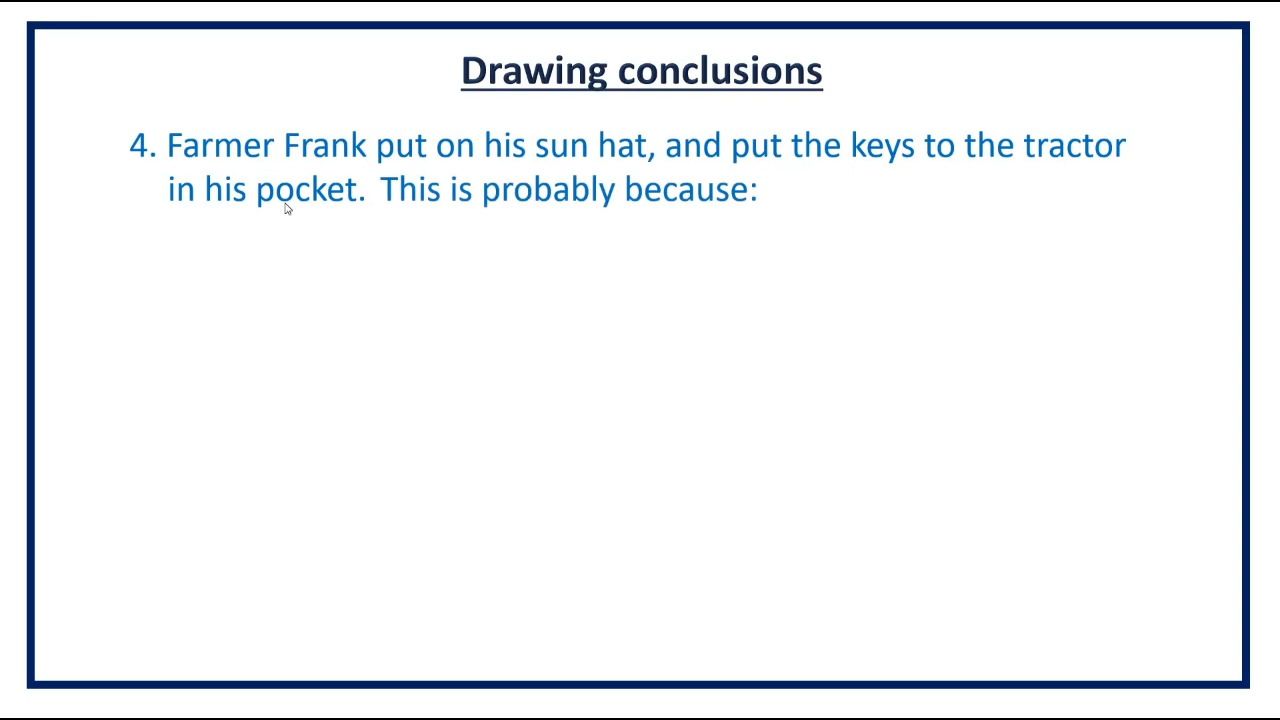 Drawing conclusions
4. Farmer Frank put on his sun hat, and put the keys to the tractor
in his pocket. This is probably because: